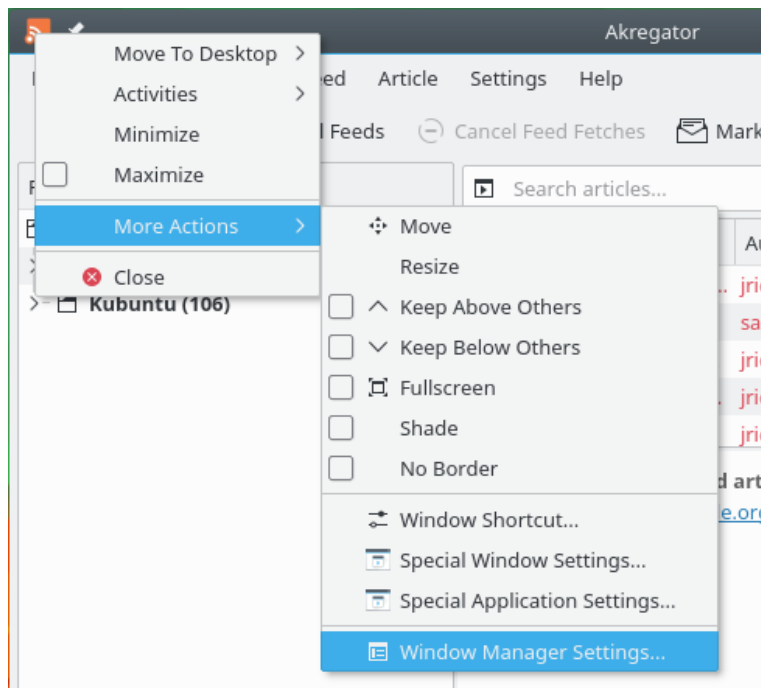 Akregator
Move To Desktop
Activities
Minimize
Maximize
More Actions
Close
Article Settings Help
Feeds Cancel Feed Fetches
Search articles...
Kubuntu (106)
Move
Resize
Keep Above Others
Keep Below Others
Fullscreen
Shade
No Border
Window Shortcut...
Special Window Settings...
Special Application Settings...
Window Manager Settings...